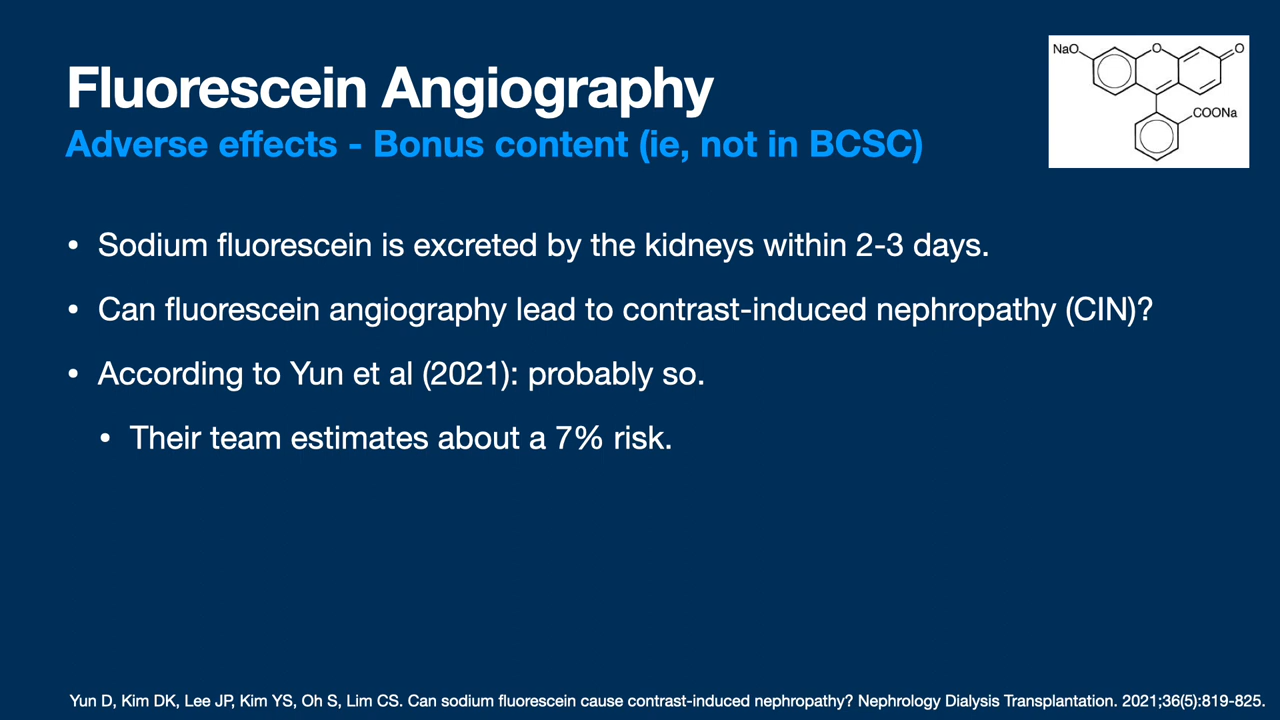 Fluorescein Angiography
Adverse effects - Bonus content (ie, not in BCSC)
NaO
O
O
COONa
• Sodium fluorescein is excreted by the kidneys within 2-3 days.
• Can fluorescein angiography lead to contrast-induced nephropathy (CIN)?
• According to Yun et al (2021): probably so.
• Their team estimates about a 7% risk.
Yun D, Kim DK, Lee JP, Kim YS, Oh S, Lim CS. Can sodium fluorescein cause contrast-induced nephropathy? Nephrology Dialysis Transplantation. 2021;36(5):819-825.